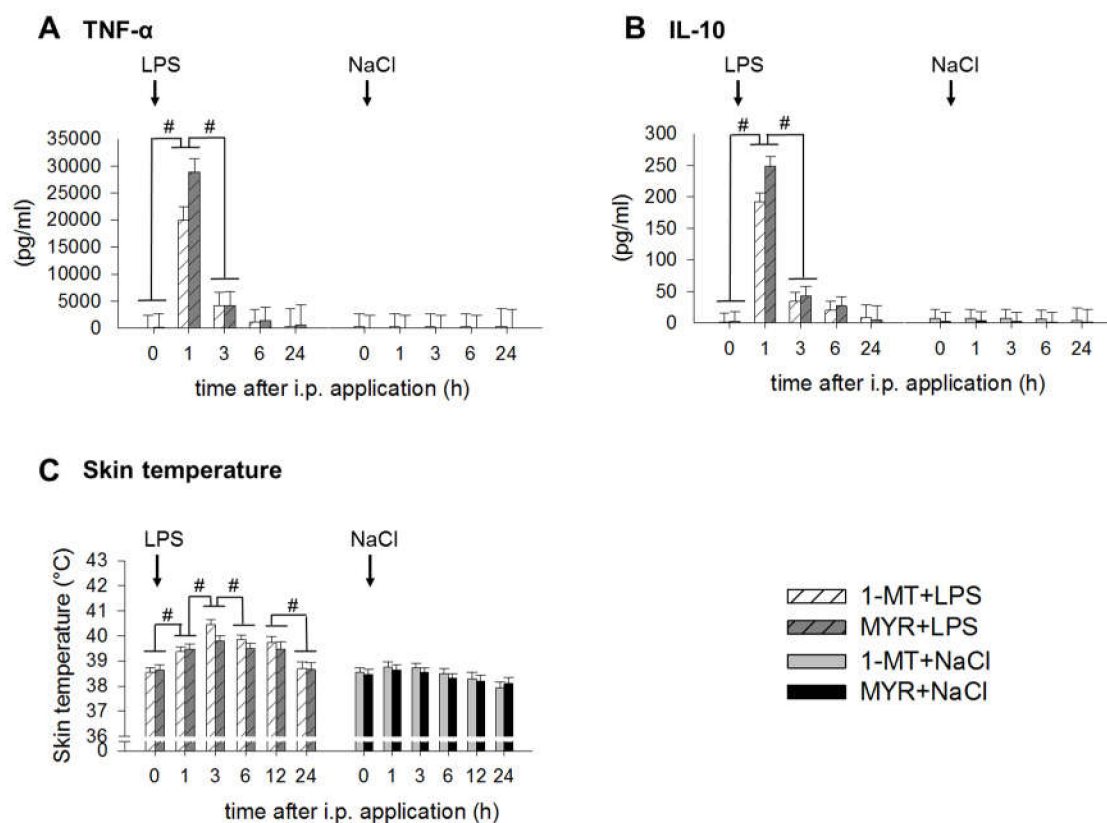 A TNF-α
LPS
NaCl
#
#
35000
30000
25000
20000
15000
10000
5000
0
(pg/ml)
0 1 3 6 24 0 1 3 6 24
time after i.p. application (h)
B IL-10
LPS
NaCl
#
#
300
250
200
150
100
50
0
(pg/ml)
0 1 3 6 24 0 1 3 6 24
time after i.p. application (h)
C Skin temperature
LPS
NaCl
#
#
#
#
43
42
41
40
39
38
37
36
0
Skin temperature (°C)
0 1 3 6 12 24 0 1 3 6 12 24
time after i.p. application (h)
1-MT+LPS
MYR+LPS
1-MT+NaCl
MYR+NaCl